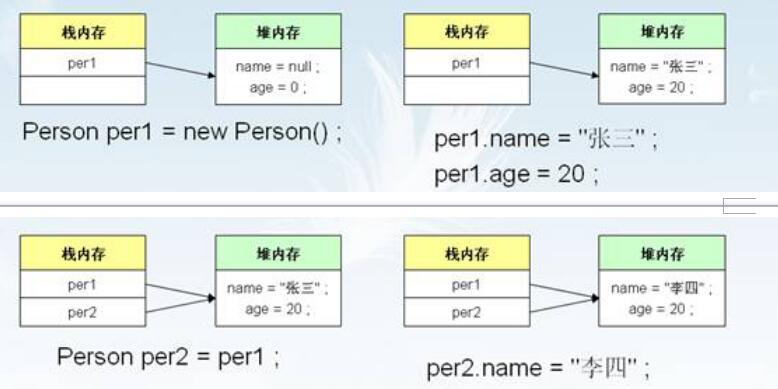 栈内存
堆内存
per1
name = null ;
age = 0 ;
Person per1 = new Person() ;
栈内存
堆内存
per1
name = "张三" ;
age = 20 ;
per1.name = "张三" ;
per1.age = 20 ;
栈内存
堆内存
per1
per2
name = "张三" ;
age = 20 ;
Person per2 = per1 ;
栈内存
堆内存
per1
per2
name = "李四" ;
age = 20 ;
per2.name = "李四" ;